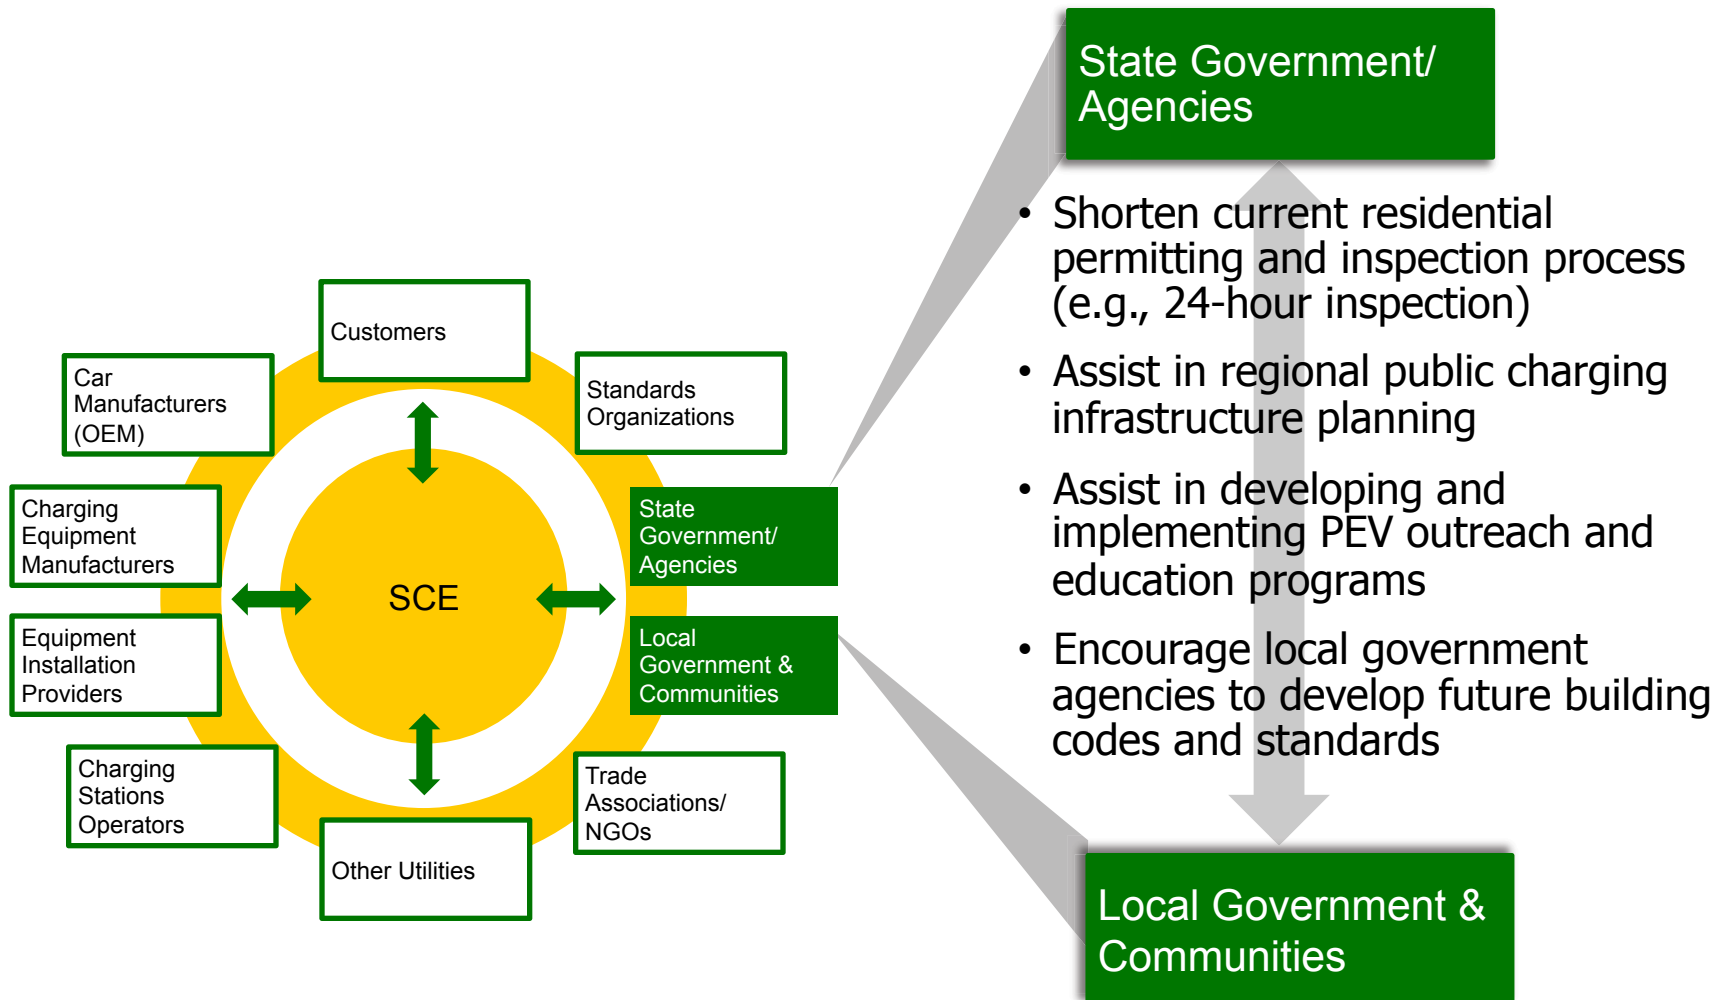 Customers
Car
Manufacturers
(OEM)
Standards
Organizations
Charging
Equipment
Manufacturers
State
Government/
Agencies
SCE
Equipment
Installation
Providers
Local
Government &
Communities
Charging
Stations
Operators
Trade
Associations/
NGOs
Other Utilities
State Government/
Agencies
• Shorten current residential
permitting and inspection process
(e.g., 24-hour inspection)
• Assist in regional public charging
infrastructure planning
• Assist in developing and
implementing PEV outreach and
education programs
• Encourage local government
agencies to develop future building
codes and standards
Local Government &
Communities